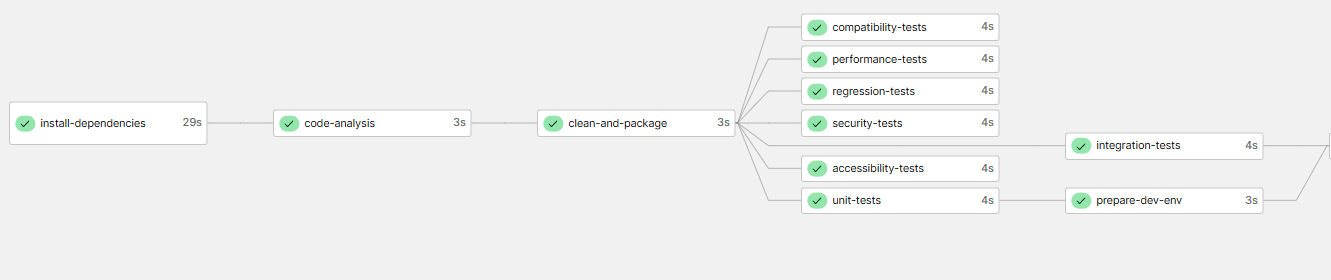 install-dependencies 29s
code-analysis 3s
clean-and-package 3s
compatibility-tests 4s
performance-tests 4s
regression-tests 4s
security-tests 4s
accessibility-tests 4s
unit-tests 4s
integration-tests 4s
prepare-dev-env 3s